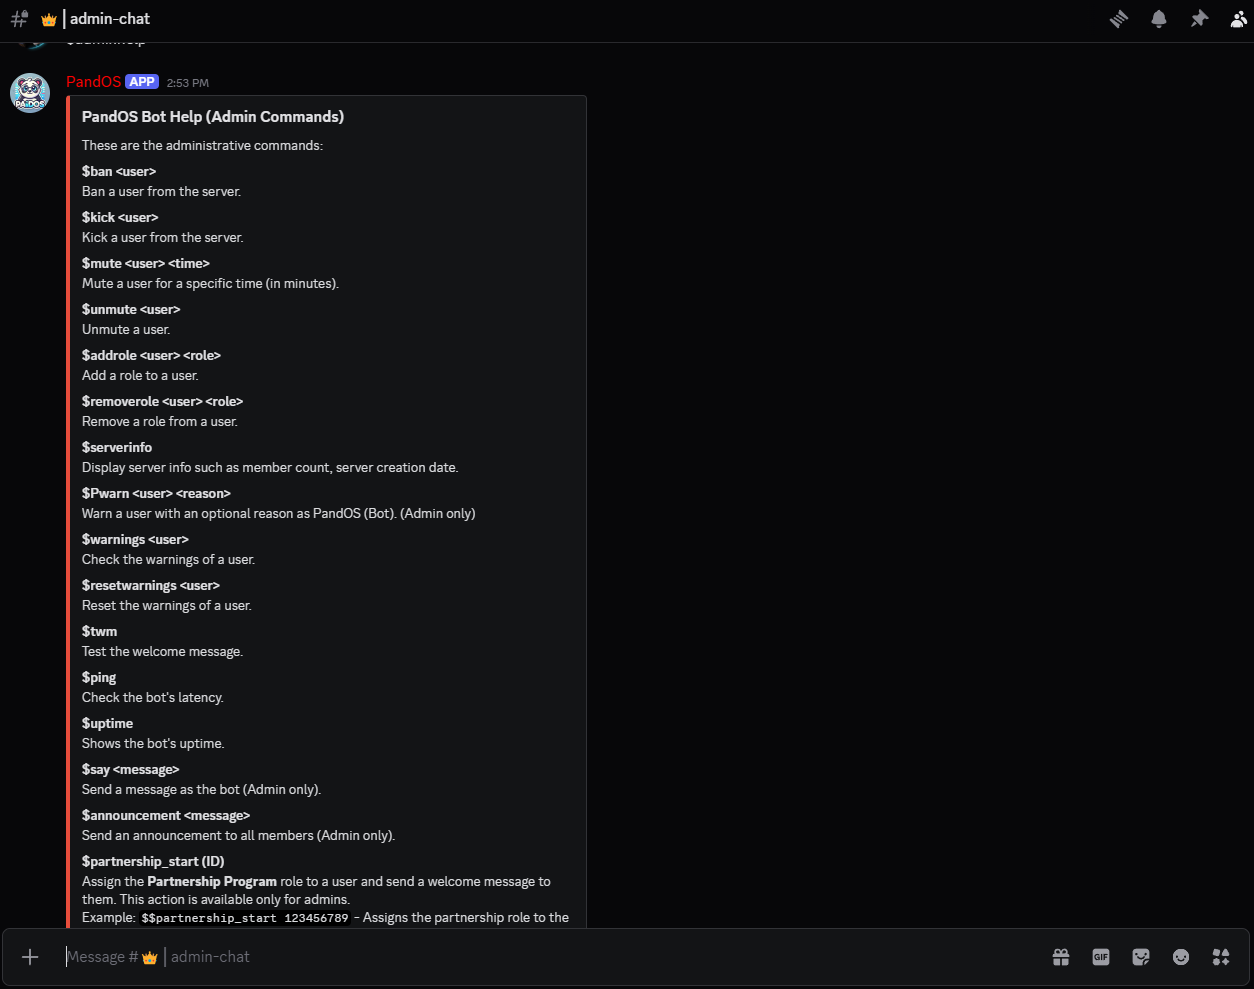 admin-chat
PandOS APP 2:53 PM
PandOS Bot Help (Admin Commands)
These are the administrative commands:
$ban <user>
Ban a user from the server.
$kick <user>
Kick a user from the server.
$mute <user> <time>
Mute a user for a specific time (in minutes).
$unmute <user>
Unmute a user.
$addrole <user> <role>
Add a role to a user.
$removerole <user> <role>
Remove a role from a user.
$serverinfo
Display server info such as member count, server creation date.
$Pwarn <user> <reason>
Warn a user with an optional reason as PandOS (Bot). (Admin only)
$warnings <user>
Check the warnings of a user.
$resetwarnings <user>
Reset the warnings of a user.
$twm
Test the welcome message.
$ping
Check the bot's latency.
$uptime
Shows the bot's uptime.
$say <message>
Send a message as the bot (Admin only).
$announcement <message>
Send an announcement to all members (Admin only).
$partnership_start (ID)
Assign the Partnership Program role to a user and send a welcome message to
them. This action is available only for admins.
Example: $$partnership_start 123456789 - Assigns the partnership role to the
Message # 👑 | admin-chat
GIF